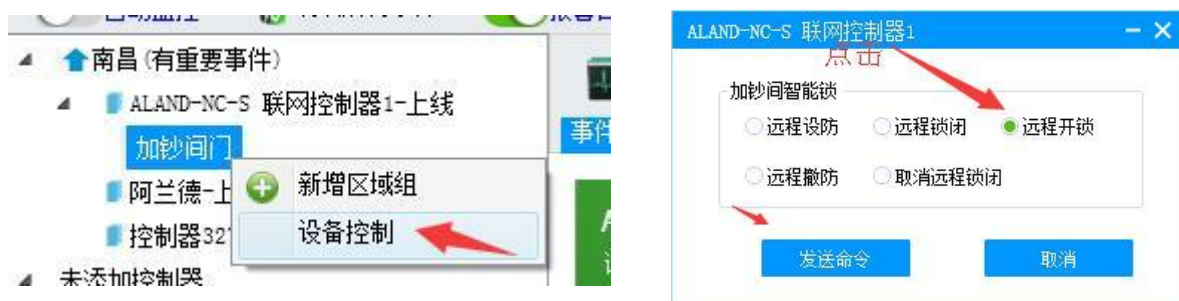 南昌(有重要事件)
ALAND-NC-S 联网控制器1-上线
加钞间门
新增区域组
阿兰德-上
设备控制
控制器32
未添加控制器
事件
ALAND-NC-S 联网控制器1
点击
加钞间智能锁
远程设防 远程锁闭 远程开锁
远程撤防 取消远程锁闭
发送命令 取消